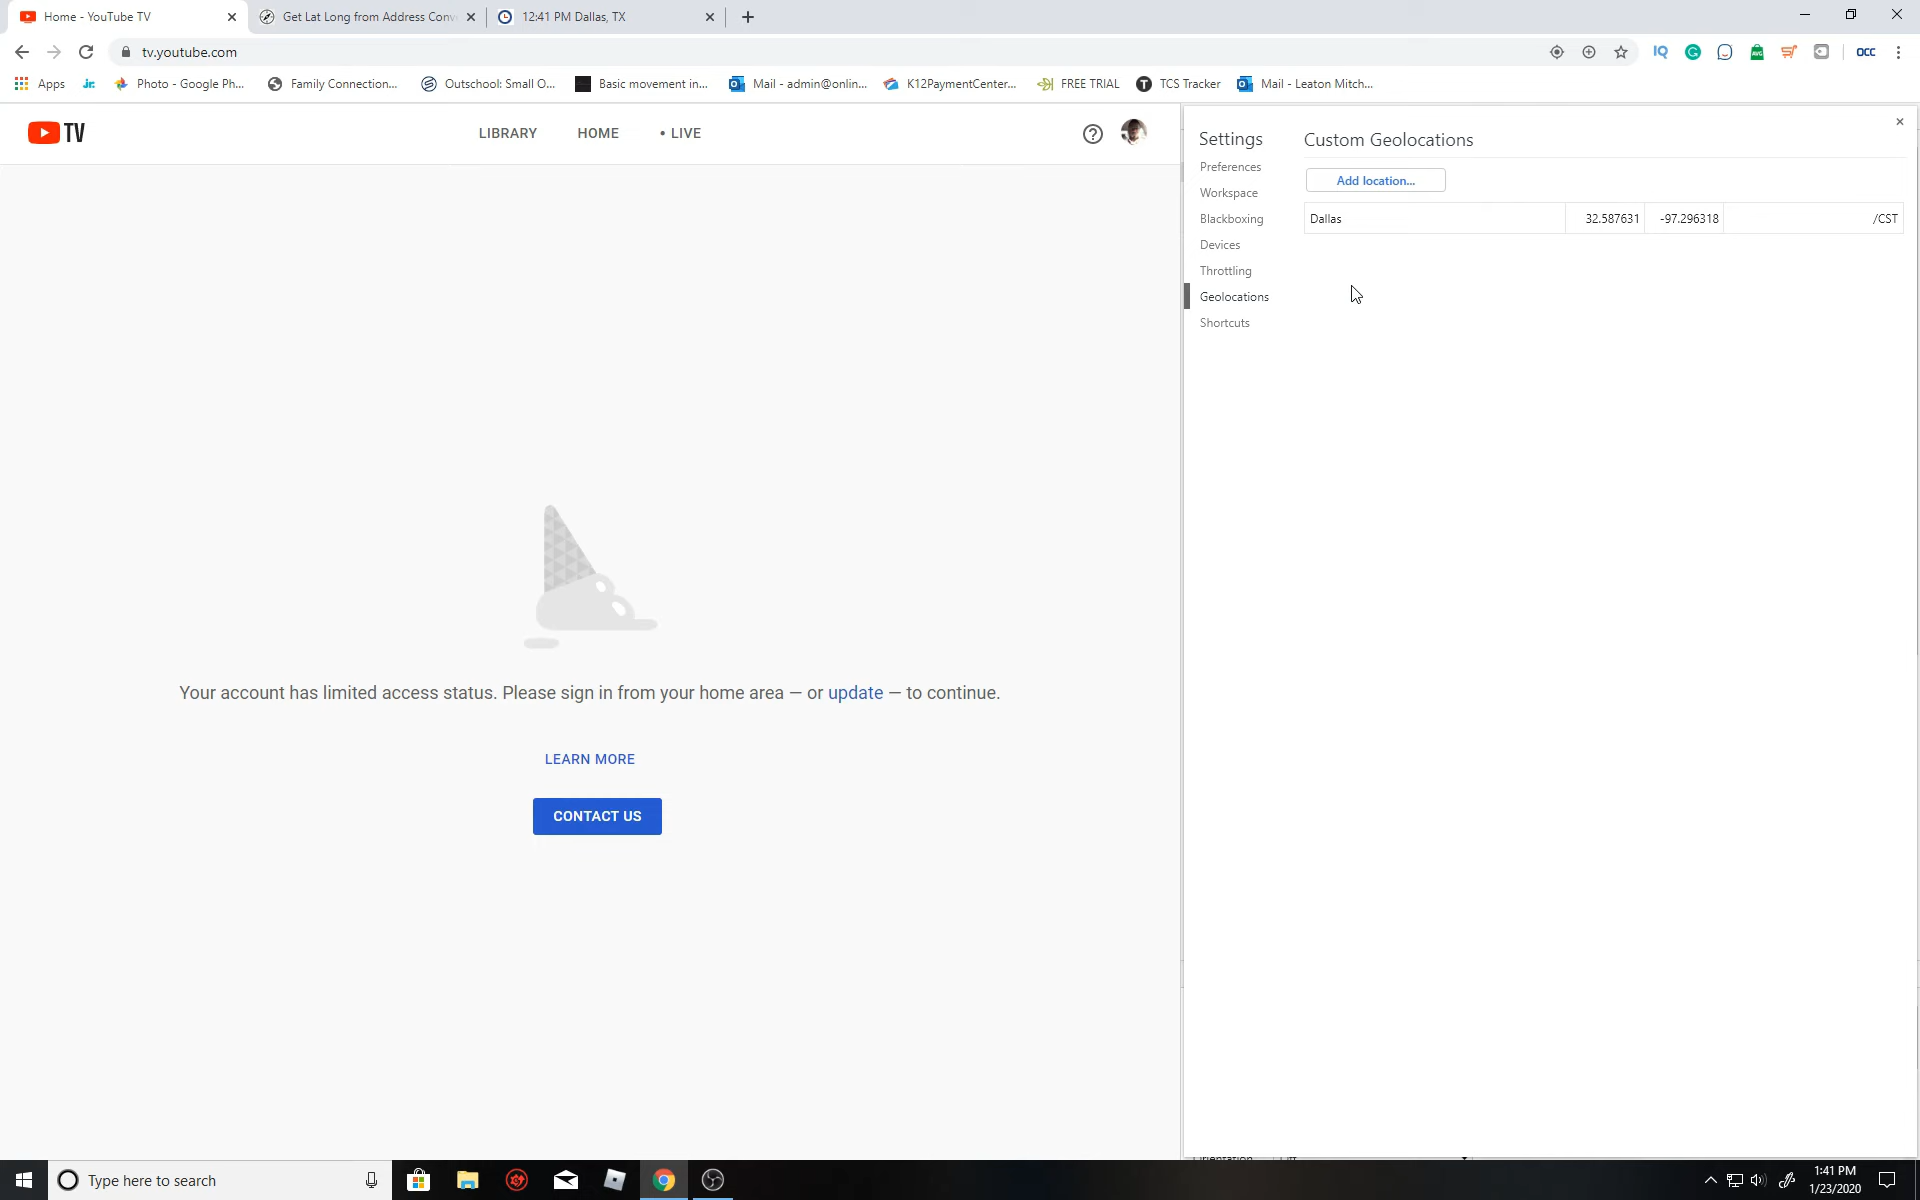 Home - YouTube TV
Get Lat Long from Address Conv
12:41 PM Dallas, TX
tv.youtube.com
IQ
AVG
OCC
Apps
Jr.
Photo - Google Ph...
Family Connection...
Outschool: Small O...
Basic movement in...
Mail - admin@onlin...
K12PaymentCenter...
FREE TRIAL
TCS Tracker
Mail - Leaton Mitch...
TV
LIBRARY
HOME
• LIVE
Settings
Preferences
Workspace
Blackboxing
Devices
Throttling
Geolocations
Shortcuts
Custom Geolocations
Add location...
Dallas 32.587631 -97.296318 /CST
Your account has limited access status. Please sign in from your home area — or update — to continue.
LEARN MORE
CONTACT US
Type here to search
1:41 PM
1/23/2020